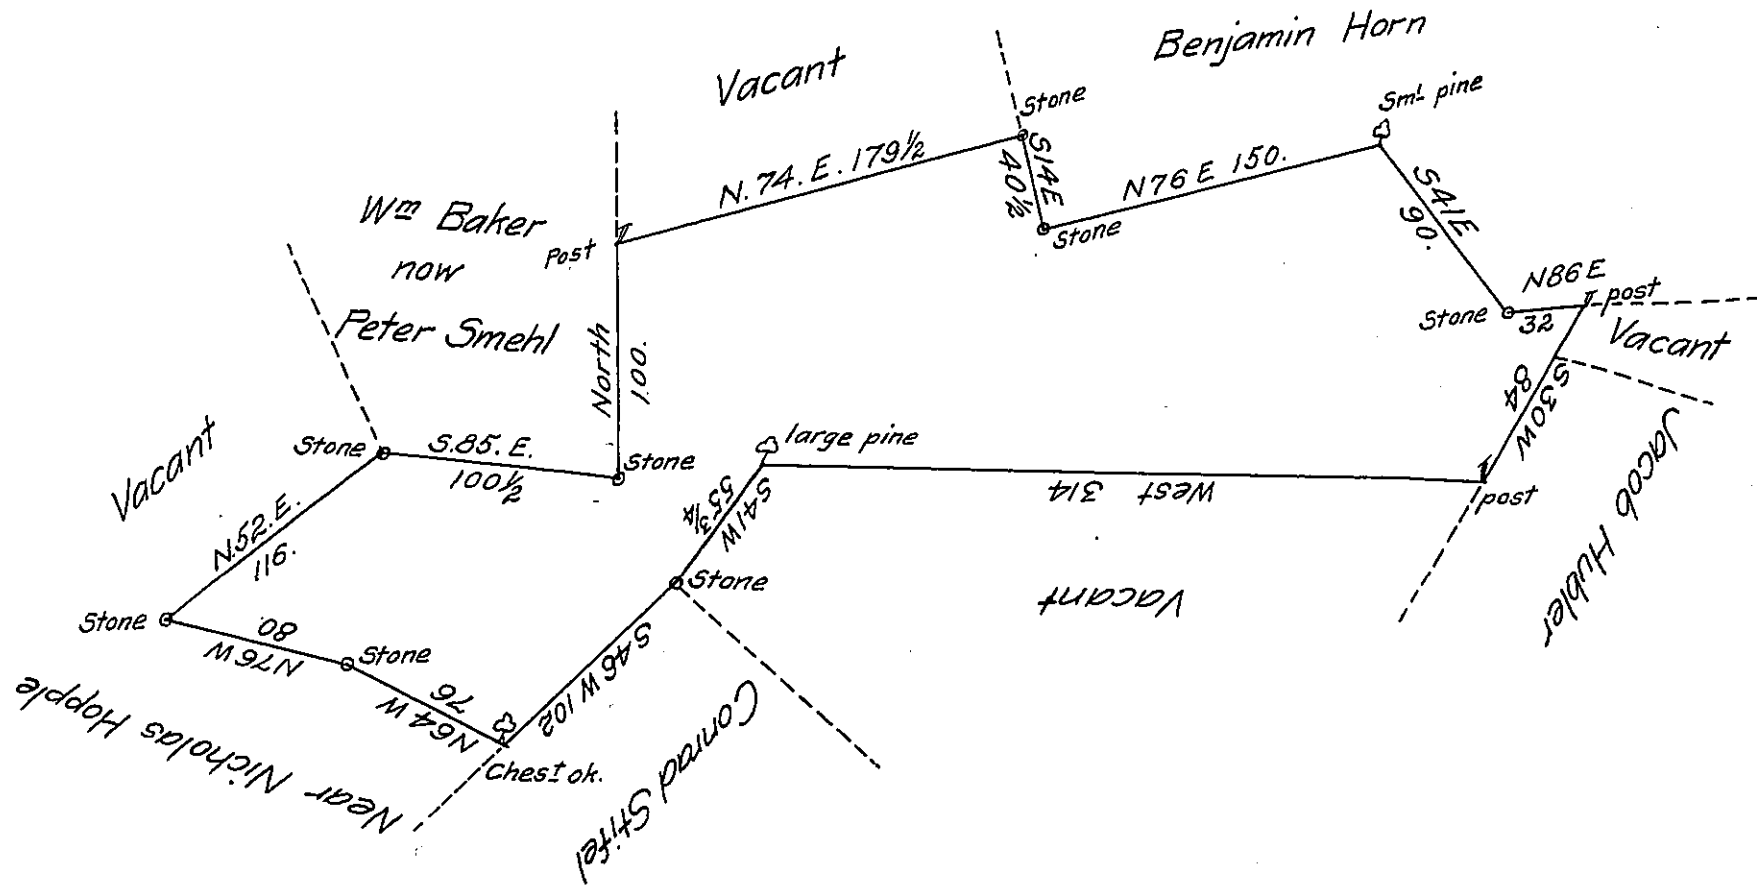 Benjamin Horn
Vacant
Stone
Sml pine
N. 74. E. 179½
S14E
40½
N76E 150.
Stone
S41E
90.
Wm Baker
now
Peter Smehl
Post
North
100.
N86E
32
Stone
post
Vacant
S30W
84
Jacob Hubler
post
Vacant
Stone
S.85.E.
100½
Stone
large pine
West 314
S41W
55¾
Vacant
N.52.E.
116.
Stone
Stone
N76W
80
Stone
N64W
76
S46W 102
Chest ok.
Conrad Stifel
Near Nicholas Hopple